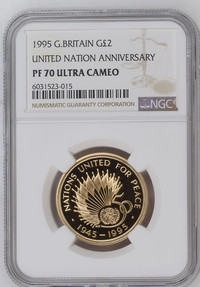 1995 G.BRITAIN G£2
UNITED NATION ANNIVERSARY
PF 70 ULTRA CAMEO
6031523-015
NUMISMATIC GUARANTY CORPORATION
NGC
NATIONS UNITED FOR PEACE
1945-1995